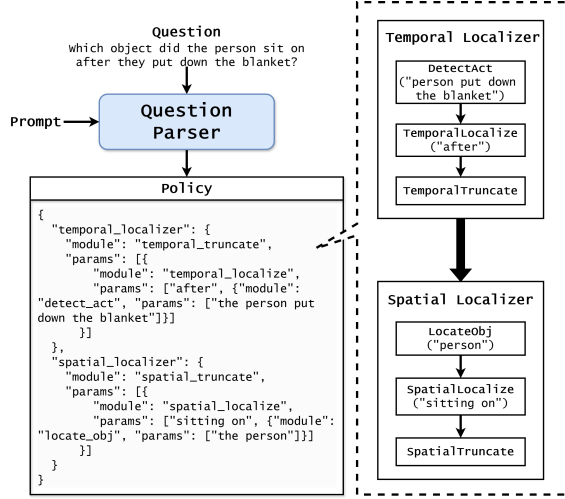 Question
Which object did the person sit on
after they put down the blanket?
Prompt
Question
Parser
Policy
{
"temporal_localizer": {
"module": "temporal_truncate",
"params": [{
"module": "temporal_localize",
"params": ["after", {"module":
"detect_act", "params": ["the person put
down the blanket"]}]
}]
},
"spatial_localizer": {
"module": "spatial_truncate",
"params": [{
"module": "spatial_localize",
"params": ["sitting on", {"module":
"locate_obj", "params": ["the person"]}]
}]
}
}
Temporal Localizer
DetectAct
("person put down
the blanket")
TemporalLocalize
("after")
TemporalTruncate
Spatial Localizer
LocateObj
("person")
SpatialLocalize
("sitting on")
SpatialTruncate